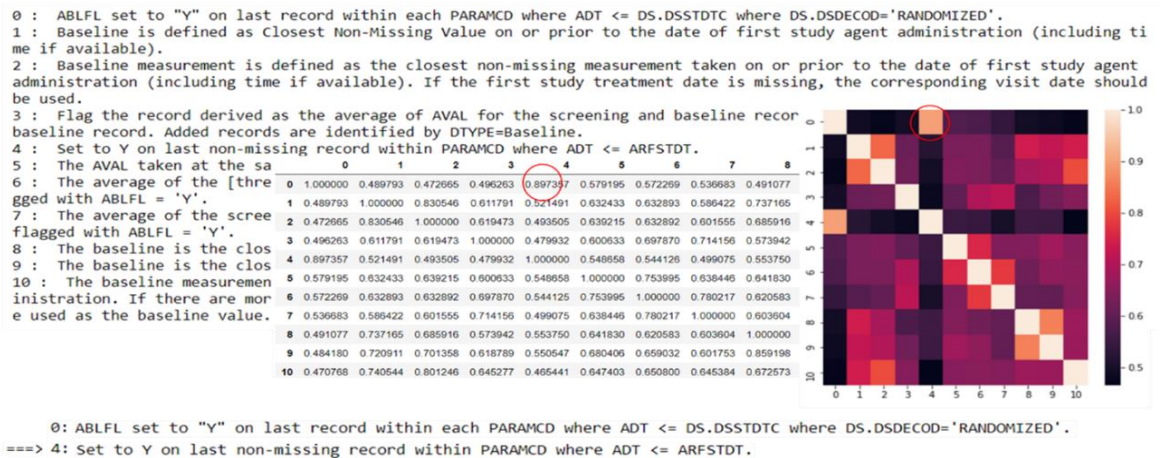 0 :  ABLFL set to "Y" on last record within each PARAMCD where ADT <= DS.DSSTDTC where DS.DSDECOD='RANDOMIZED'.
1 :  Baseline is defined as Closest Non-Missing Value on or prior to the date of first study agent administration (including ti
me if available).
2 :  Baseline measurement is defined as the closest non-missing measurement taken on or prior to the date of first study agent
administration (including time if available). If the first study treatment date is missing, the corresponding visit date should
be used.
3 :  Flag the record derived as the average of AVAL for the screening and baseline recor
baseline record. Added records are identified by DTYPE=Baseline.
4 :  Set to Y on last non-missing record within PARAMCD where ADT <= ARFSTDT.
5 :  The AVAL taken at the sa
6 :  The average of the [thre
gged with ABLFL = 'Y'.
7 :  The average of the scree
flagged with ABLFL = 'Y'.
8 :  The baseline is the clos
9 :  The baseline is the clos
10 :  The baseline measuremen
inistration. If there are mor
e used as the baseline value.
0 1 2 3 4 5 6 7 8
0 1.000000 0.489793 0.472665 0.496263 0.897357 0.579195 0.572269 0.536683 0.491077
1 0.489793 1.000000 0.830546 0.611791 0.521491 0.632433 0.632893 0.586422 0.737165
2 0.472665 0.830546 1.000000 0.619473 0.493505 0.639215 0.632892 0.601555 0.685916
3 0.496263 0.611791 0.619473 1.000000 0.479932 0.600633 0.697870 0.714156 0.573942
4 0.897357 0.521491 0.493505 0.479932 1.000000 0.548658 0.544126 0.499075 0.553750
5 0.579195 0.632433 0.639215 0.600633 0.548658 1.000000 0.753995 0.638446 0.641830
6 0.572269 0.632893 0.632892 0.697870 0.544125 0.753995 1.000000 0.780217 0.620583
7 0.536683 0.586422 0.601555 0.714156 0.499075 0.638446 0.780217 1.000000 0.603604
8 0.491077 0.737165 0.685916 0.573942 0.553750 0.641830 0.620583 0.603604 1.000000
9 0.484180 0.720911 0.701358 0.618789 0.550547 0.680406 0.659032 0.601753 0.859198
10 0.470768 0.740544 0.801246 0.645277 0.465441 0.647403 0.650800 0.645384 0.672573
0
1
2
3
4
5
6
7
8
9
10
0 1 2 3 4 5 6 7 8 9 10
1.0
0.9
0.8
0.7
0.6
0.5
0: ABLFL set to "Y" on last record within each PARAMCD where ADT <= DS.DSSTDTC where DS.DSDECOD='RANDOMIZED'.
===> 4: Set to Y on last non-missing record within PARAMCD where ADT <= ARFSTDT.